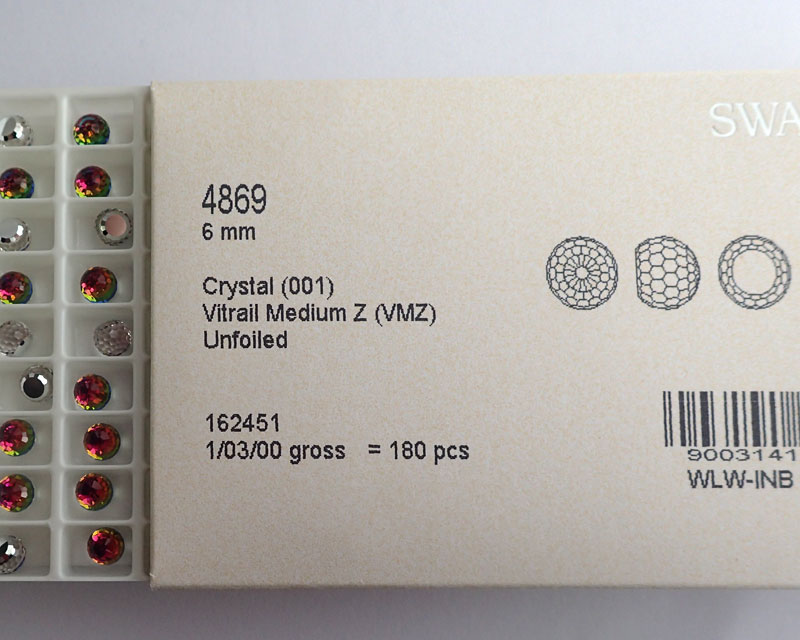 SWA
4869
6 mm
Crystal (001)
Vitrail Medium Z (VMZ)
Unfoiled
162451
1/03/00 gross = 180 pcs
9003141
WLW-INB